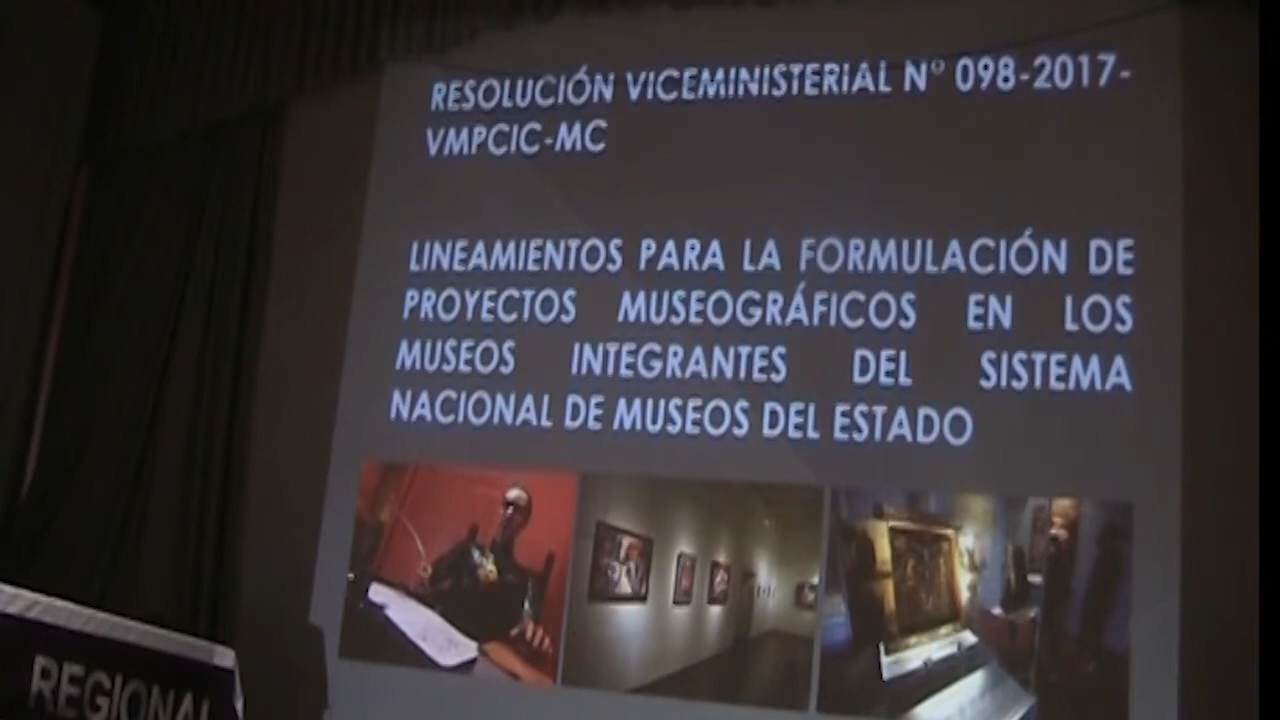 RESOLUCIÓN VICEMINISTERIAL N° 098-2017-
VMPCIC-MC
LINEAMIENTOS PARA LA FORMULACIÓN DE
PROYECTOS MUSEOGRÁFICOS EN LOS
MUSEOS INTEGRANTES DEL SISTEMA
NACIONAL DE MUSEOS DEL ESTADO
REGIONAL